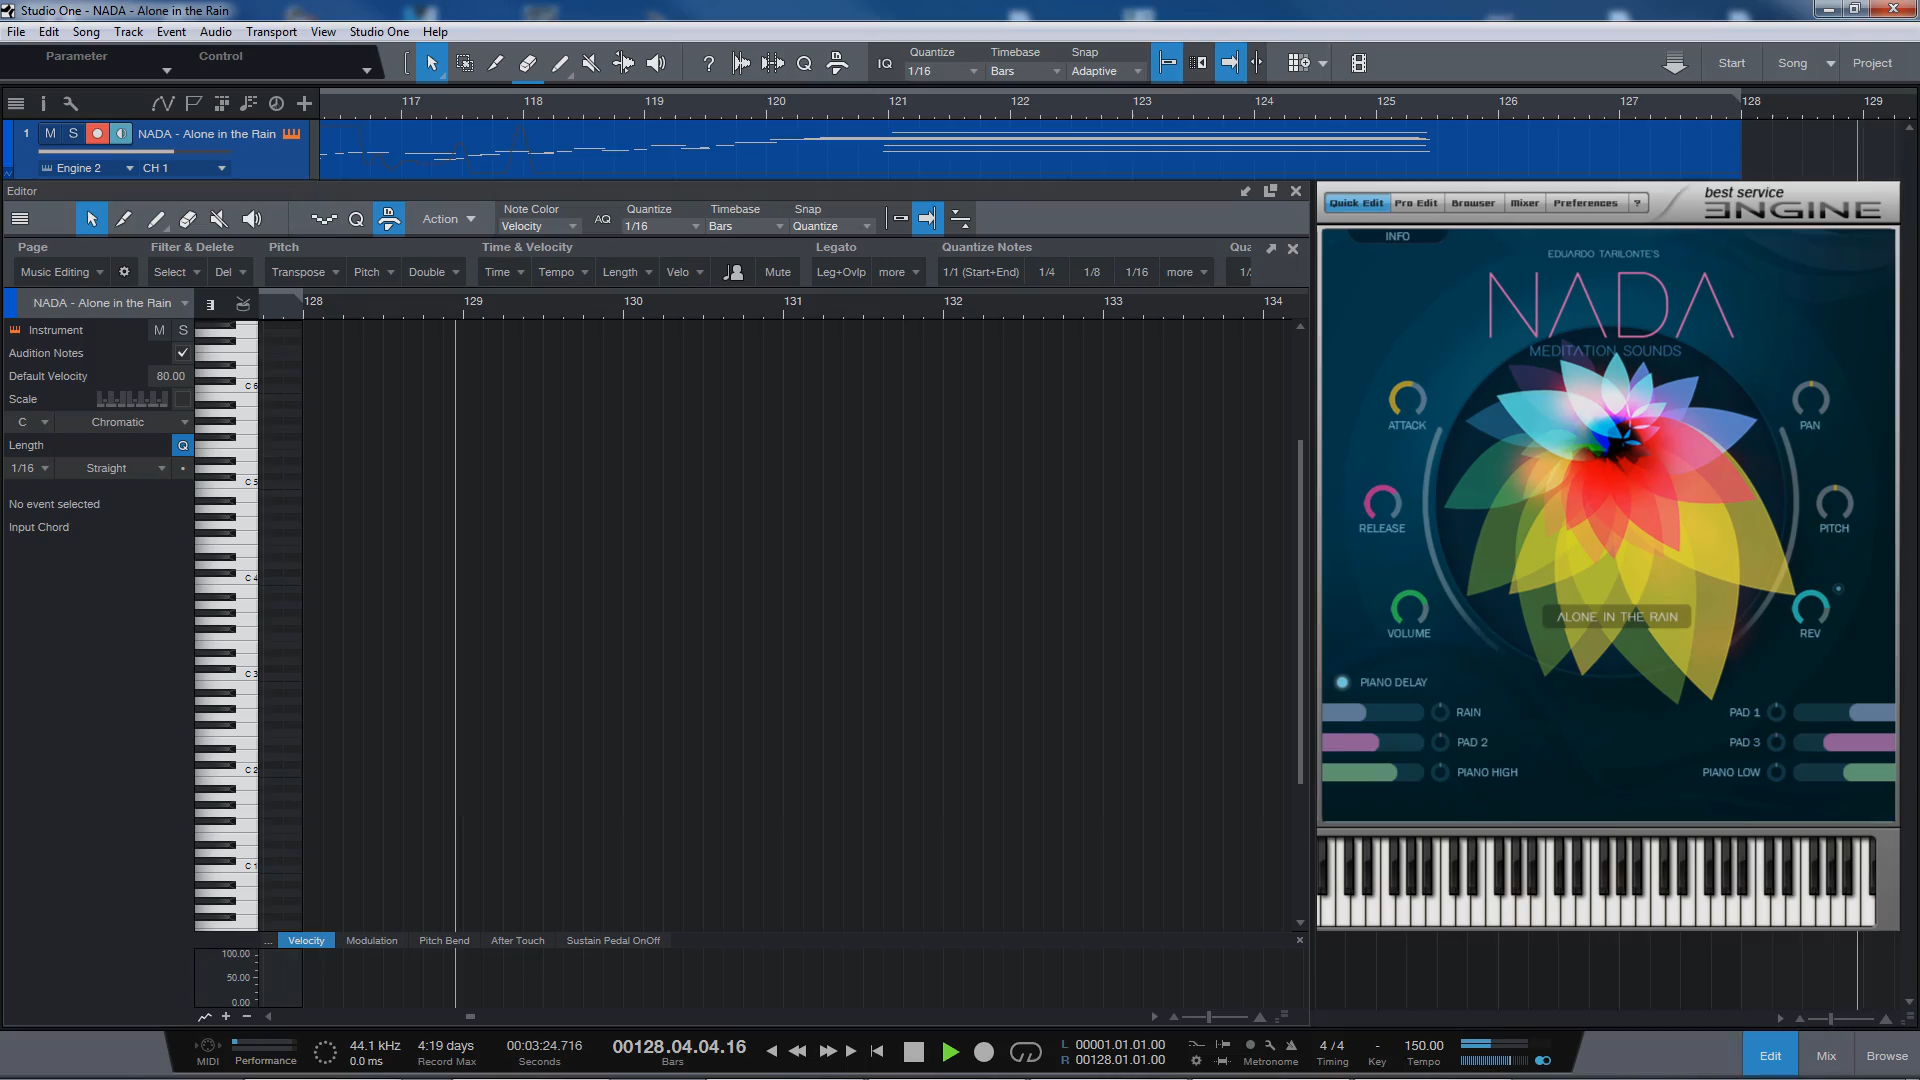 Studio One - NADA - Alone in the Rain
File Edit Song Track Event Audio Transport View Studio One Help
Parameter Control
? IQ Quantize 1/16 Timebase Bars Snap Adaptive
Start Song Project
117 118 119 120 121 122 123 124 125 126 127 128 129
1 M S NADA - Alone in the Rain
Engine 2 CH 1
Editor
Action Note Color Velocity AQ Quantize 1/16 Timebase Bars Snap Quantize
Page Filter & Delete Pitch Time & Velocity Legato Quantize Notes
Music Editing Select Del Transpose Pitch Double Time Tempo Length Velo Mute Leg+Ovlp more 1/1 (Start+End) 1/4 1/8 1/16 more
NADA - Alone in the Rain
128 129 130 131 132 133 134
Instrument M S
Audition Notes
Default Velocity 80.00
Scale
C Chromatic
Length Q
1/16 Straight
No event selected
Input Chord
C 6
C 5
C 4
C 3
C 2
C 1
... Velocity Modulation Pitch Bend After Touch Sustain Pedal OnOff
100.00
50.00
0.00
Quick Edit Pro Edit Browser Mixer Preferences ?
best service
ENGINE
INFO
EDUARDO TARILONTE'S
NADA
MEDITATION SOUNDS
ATTACK PAN
RELEASE PITCH
VOLUME REV
ALONE IN THE RAIN
PIANO DELAY
RAIN PAD 1
PAD 2 PAD 3
PIANO HIGH PIANO LOW
MIDI Performance
44.1 kHz
0.0 ms
4:19 days
Record Max
00:03:24.716
Seconds
00128.04.04.16
Bars
L 00001.01.01.00
R 00128.01.01.00
Metronome
4 / 4
Timing
-
Key
150.00
Tempo
Edit Mix Browse